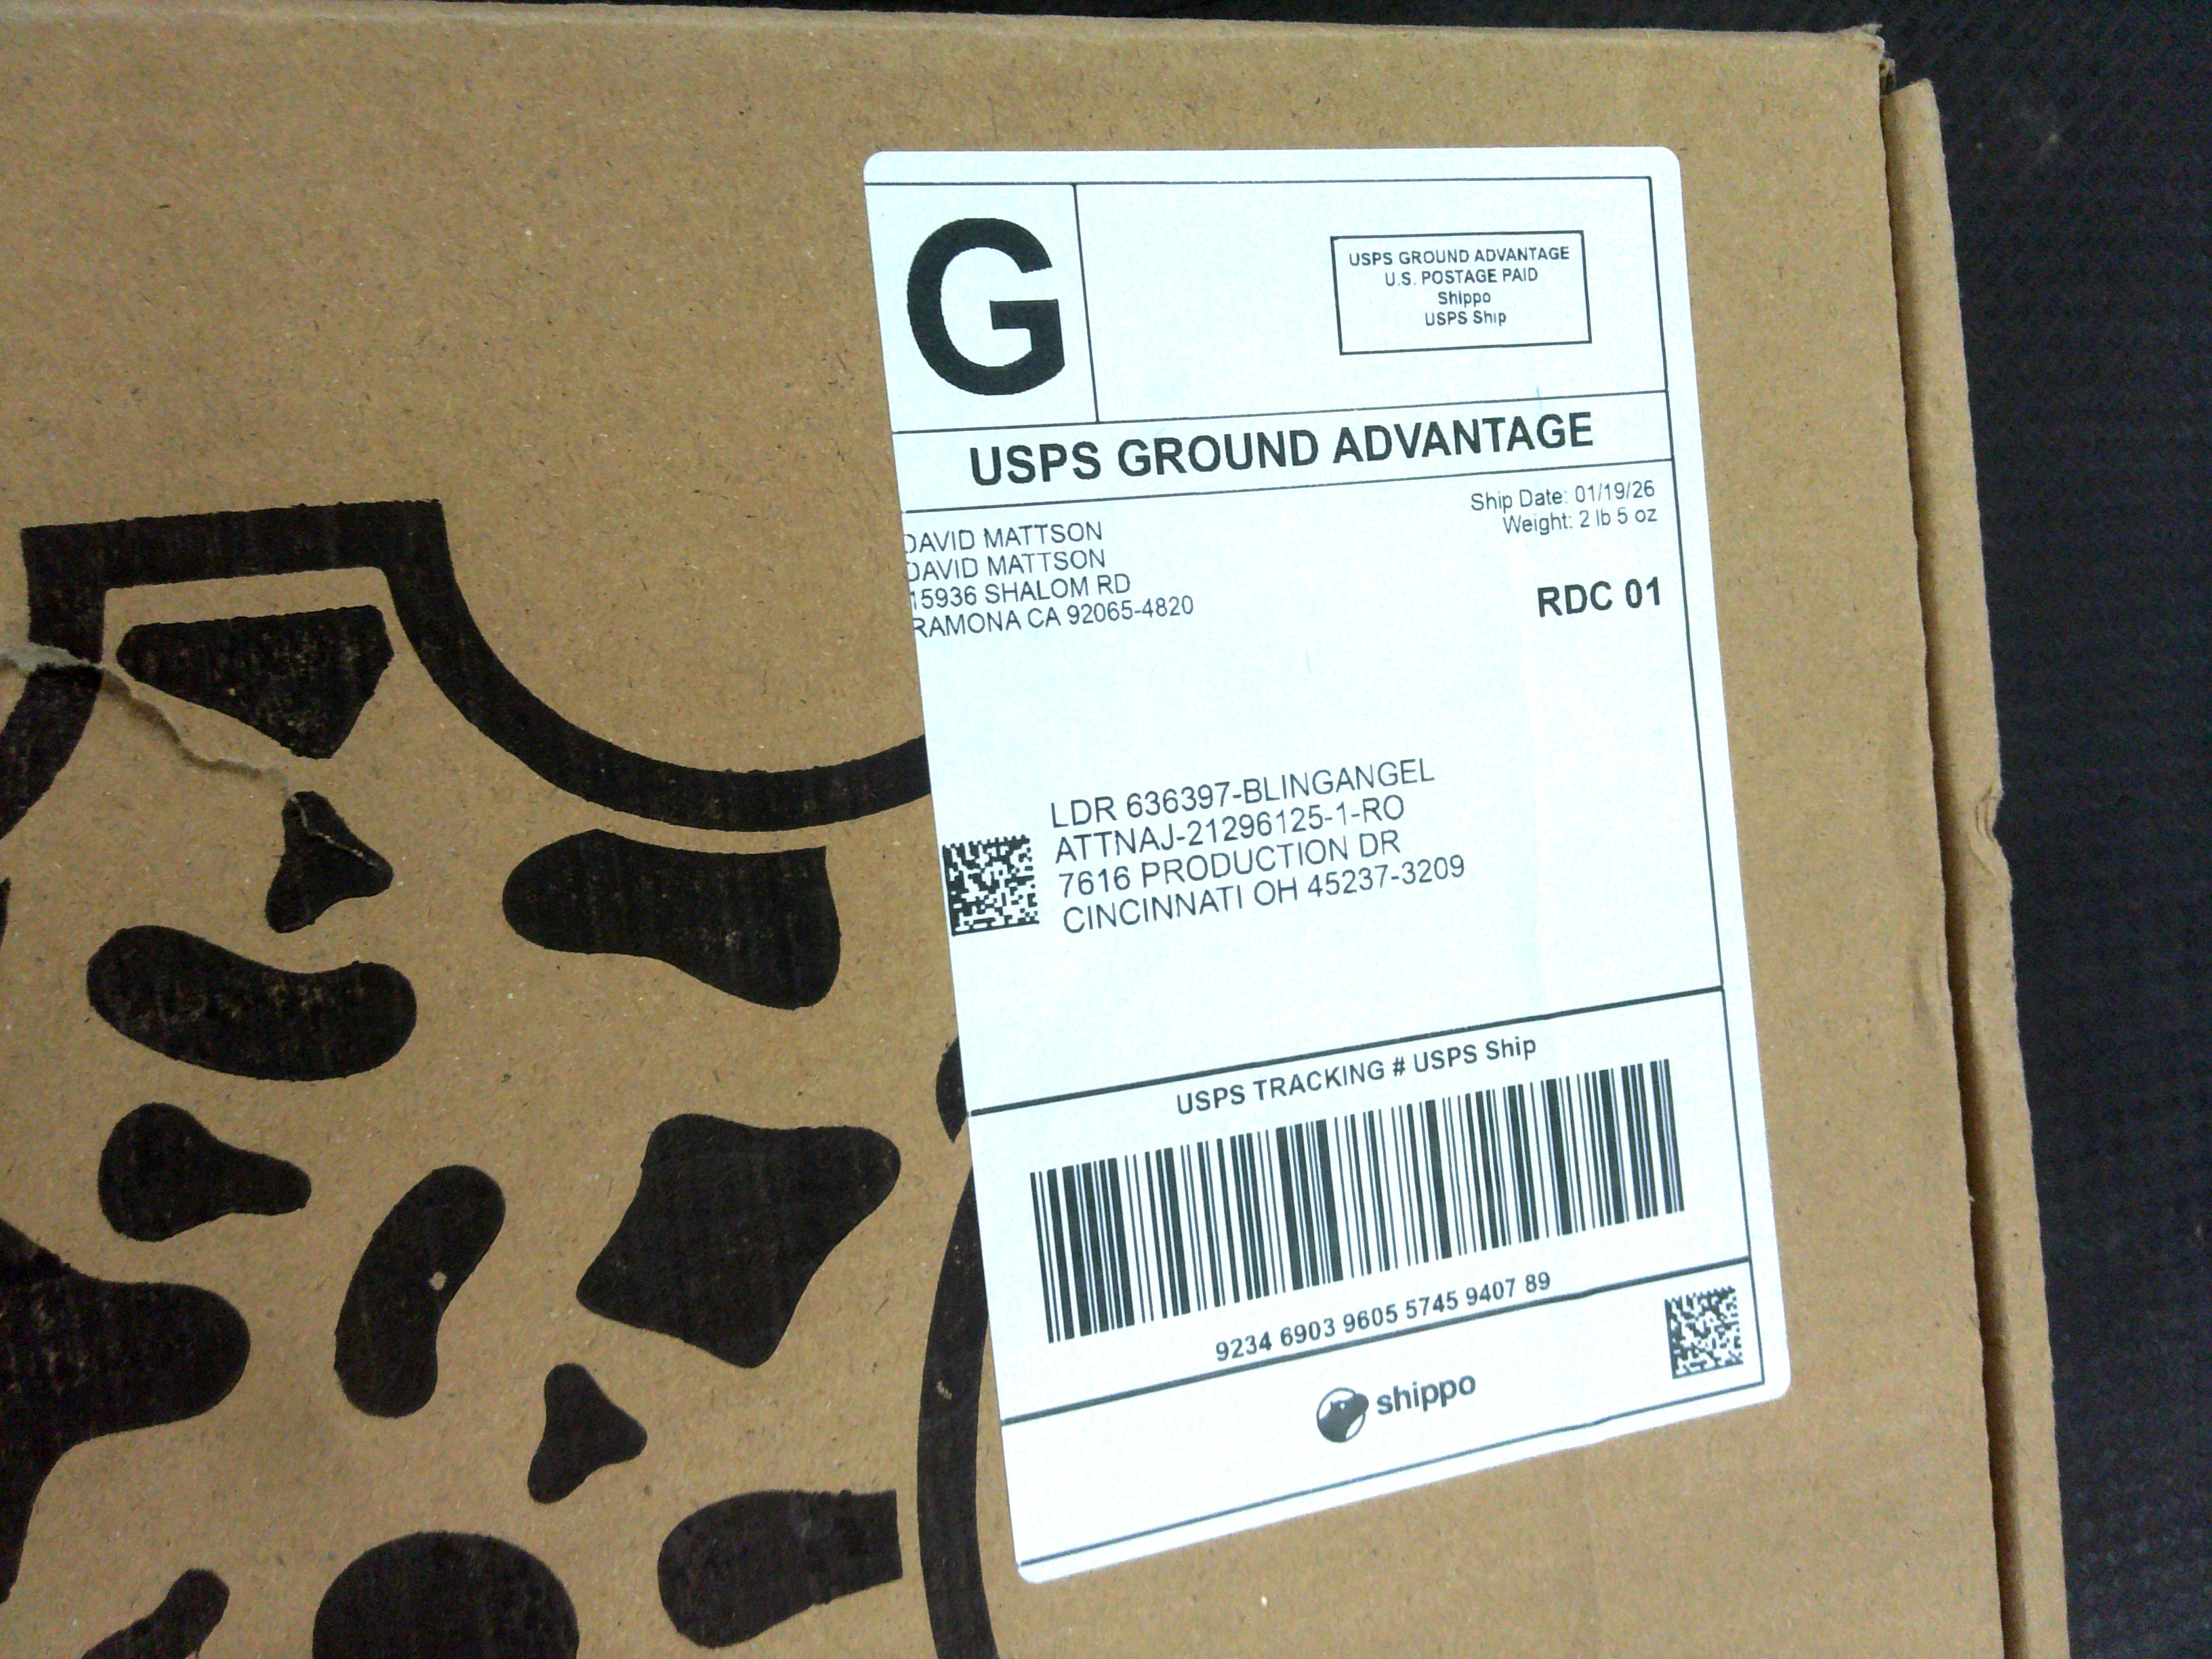 G
USPS GROUND ADVANTAGE
U.S. POSTAGE PAID
Shippo
USPS Ship
USPS GROUND ADVANTAGE
Ship Date: 01/19/26
Weight: 2 lb 5 oz
DAVID MATTSON
DAVID MATTSON
15936 SHALOM RD
RAMONA CA 92065-4820
RDC 01
LDR 636397-BLINGANGEL
ATTNAJ-21296125-1-RO
7616 PRODUCTION DR
CINCINNATI OH 45237-3209
USPS TRACKING # USPS Ship
9234 6903 9605 5745 9407 89
shippo